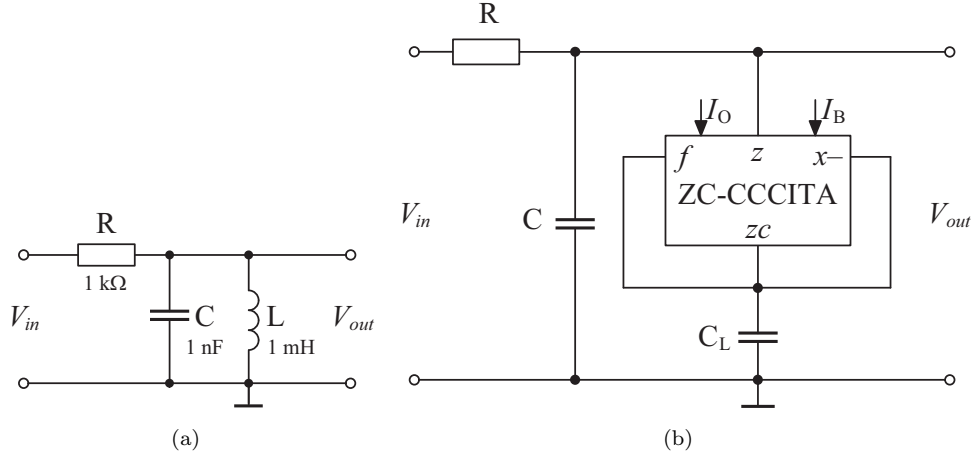 R
1 kΩ
V_in
C
1 nF
L
1 mH
V_out
(a)
R
I_O
I_B
f
z
x–
ZC-CCCITA
zc
V_in
C
V_out
C_L
(b)